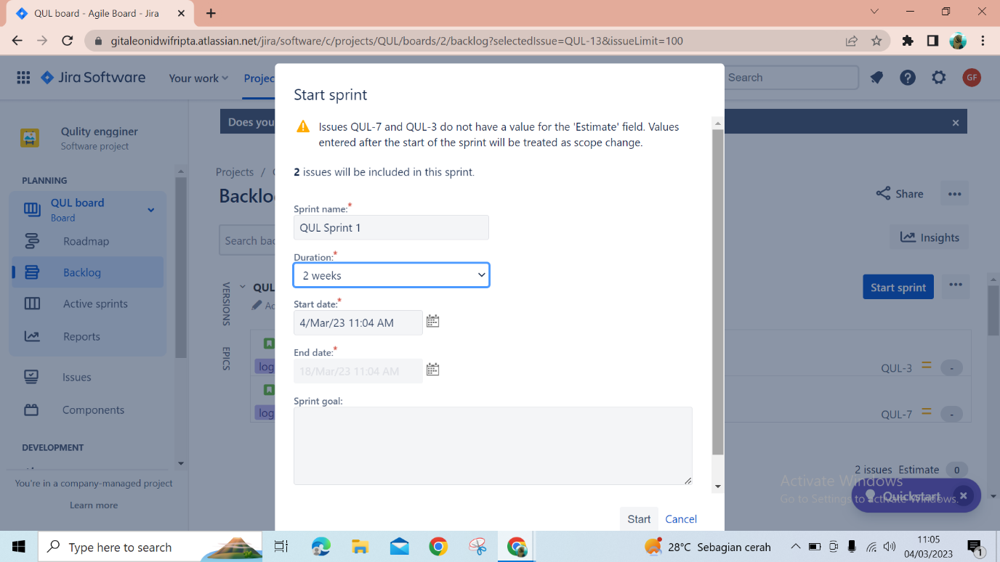 QUL board - Agile Board - Jira
gitaleonidwifripta.atlassian.net/jira/software/c/projects/QUL/boards/2/backlog?selectedIssue=QUL-13&issueLimit=100
Jira Software
Your work
Projec
Search
GF
Start sprint
Does you
Issues QUL-7 and QUL-3 do not have a value for the 'Estimate' field. Values
entered after the start of the sprint will be treated as scope change.
2 issues will be included in this sprint.
Sprint name:*
QUL Sprint 1
Duration:*
2 weeks
Start date:*
4/Mar/23 11:04 AM
End date:*
18/Mar/23 11:04 AM
Sprint goal:
Start
Cancel
Qulity engginer
Software project
PLANNING
QUL board
Board
Roadmap
Backlog
Active sprints
Reports
Issues
Components
DEVELOPMENT
You're in a company-managed project
Learn more
Projects /
Backlo
Search bac
VERSIONS
EPICS
QUL
log
log
Share
Insights
Start sprint
QUL-3
-
QUL-7
-
2 issues Estimate 0
Activate Windows
Go to Settings to activate Windows.
Quickstart
Type here to search
28°C Sebagian cerah
11:05
04/03/2023
1